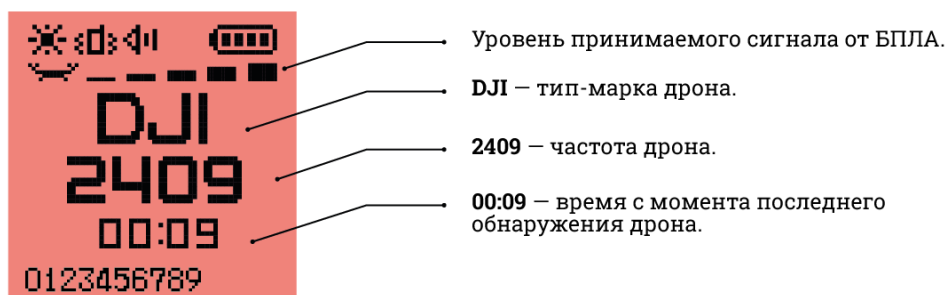 Уровень принимаемого сигнала от БПЛА.
DJI
DJI — тип-марка дрона.
2409
2409 — частота дрона.
00:09
00:09 — время с момента последнего
обнаружения дрона.
0123456789